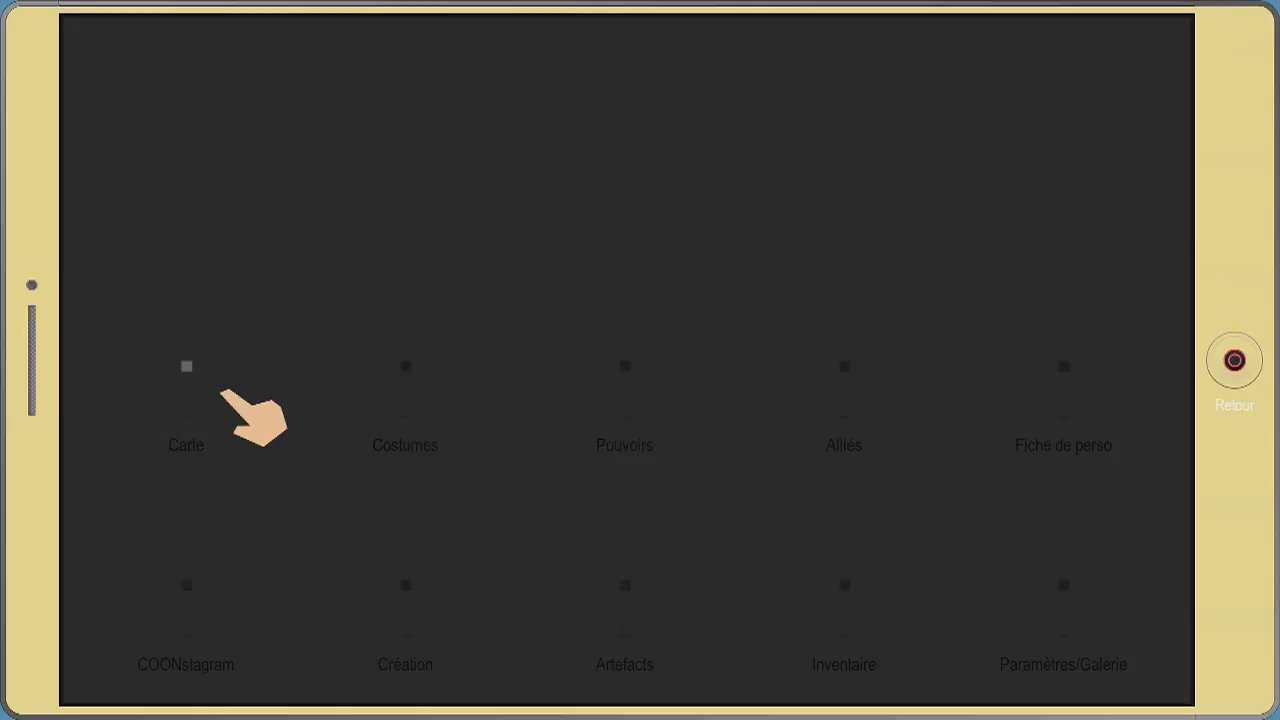 Retour
Carte Costumes Pouvoirs Alliés Fiche de perso
COONstagram Création Artefacts Inventaire Paramètres/Galerie